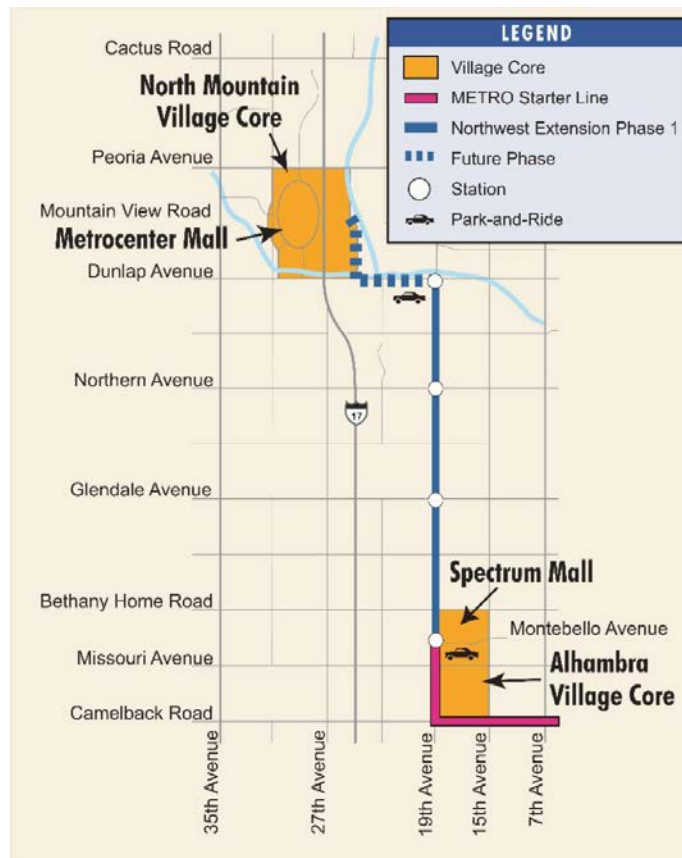 LEGEND
Village Core
METRO Starter Line
Northwest Extension Phase 1
Future Phase
Station
Park-and-Ride
Cactus Road
North Mountain
Village Core
Peoria Avenue
Mountain View Road
Metrocenter Mall
Dunlap Avenue
Northern Avenue
17
Glendale Avenue
Spectrum Mall
Bethany Home Road
Montebello Avenue
Missouri Avenue
Alhambra
Village Core
Camelback Road
35th Avenue
27th Avenue
19th Avenue
15th Avenue
7th Avenue